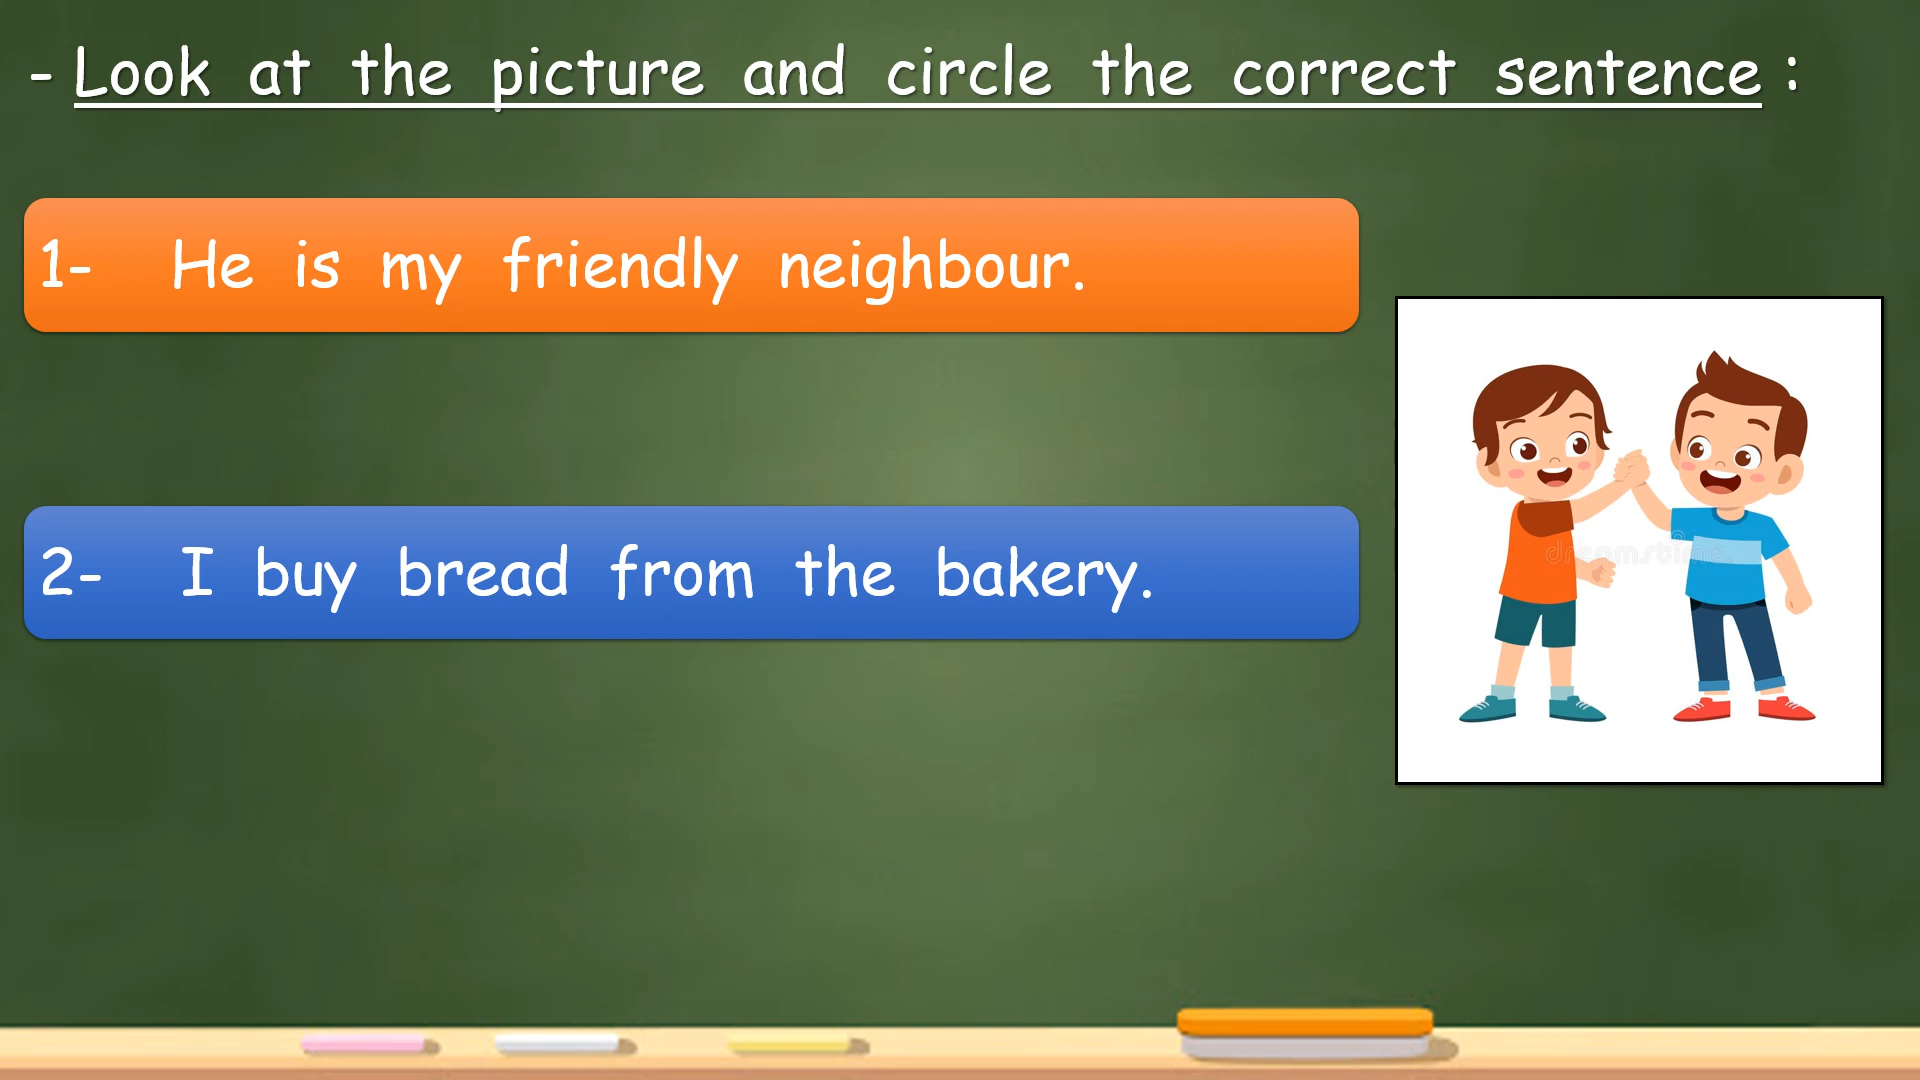 - Look at the picture and circle the correct sentence :
1- He is my friendly neighbour.
2- I buy bread from the bakery.
dreamstime